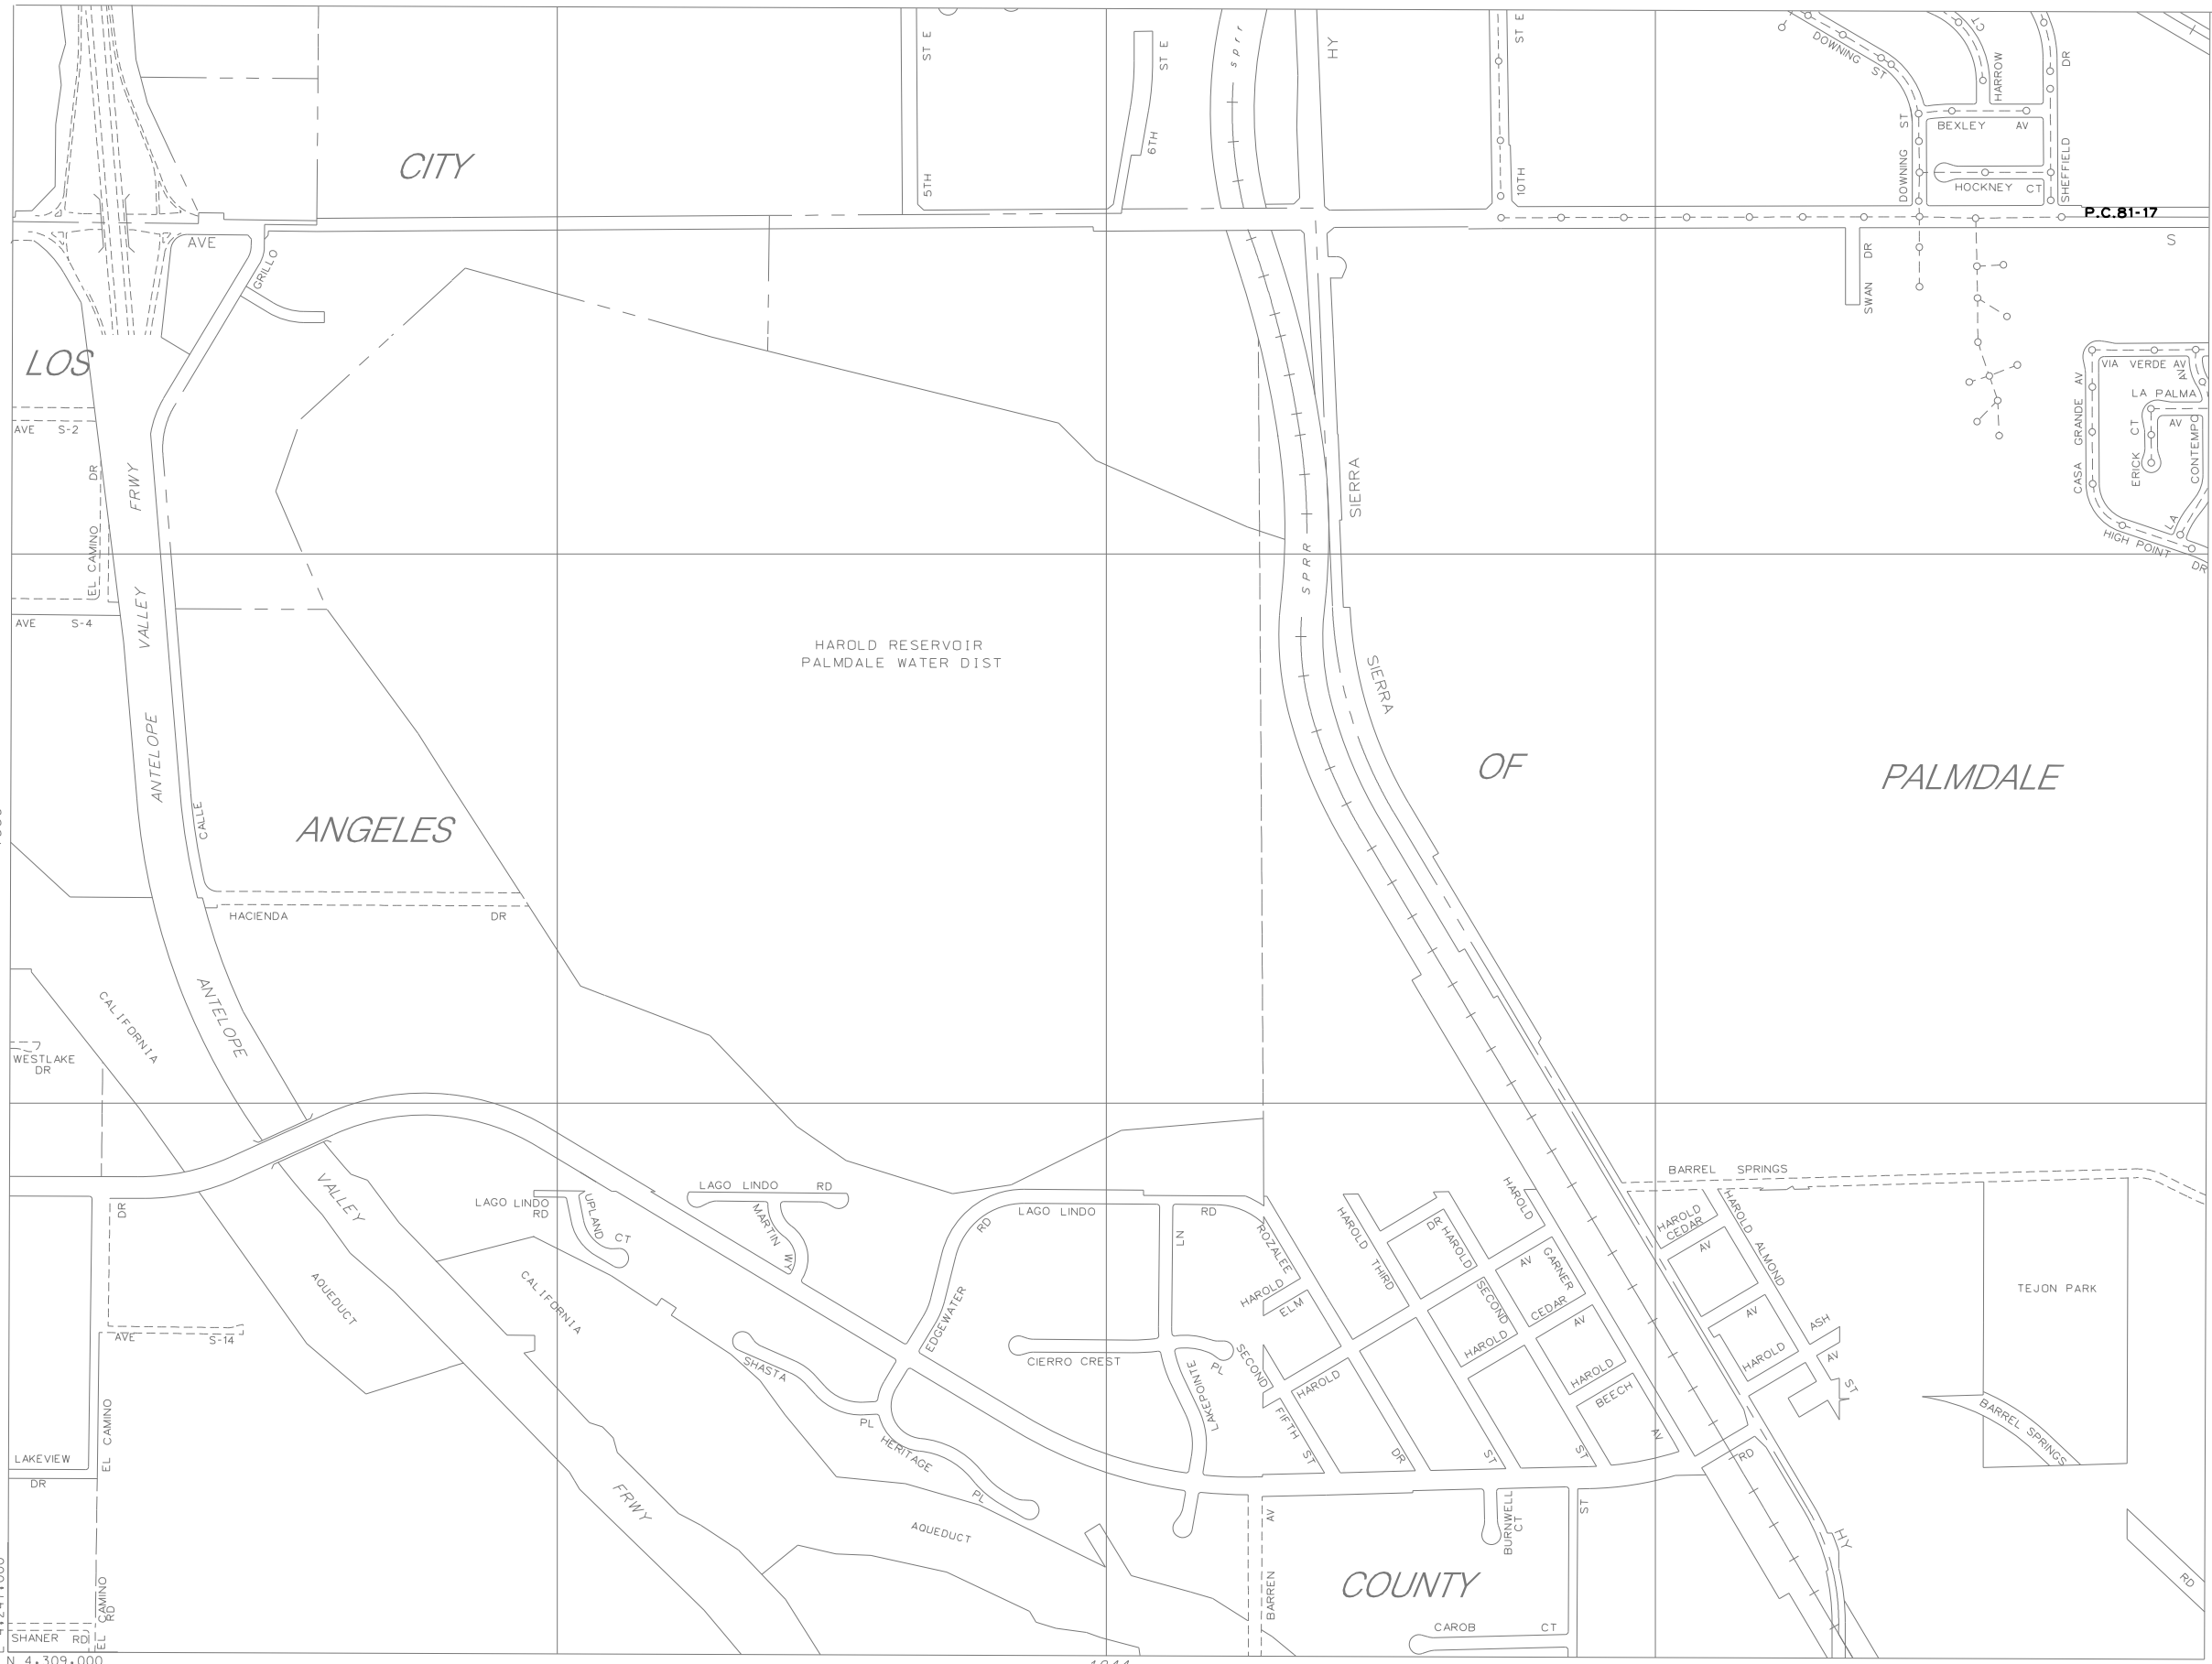 CITY
ST E
5TH
ST E
6TH
sprr
HY
ST E
10TH
DOWNING ST
CT
HARROW
DR
BEXLEY AV
DOWNING ST
SHEFFIELD
HOCKNEY CT
P.C.81-17
AVE
GRILLO
S
SWAN DR
LOS
VIA VERDE AV
AV
LA PALMA
AV
CASA GRANDE AV
ERICK CT
CONTEMPO
LA
HIGH POINT
DR
AVE S-2
EL CAMINO DR
AVE S-4
ANTELOPE VALLEY FRWY
SPRR
SIERRA
SIERRA
HAROLD RESERVOIR
PALMDALE WATER DIST
OF
PALMDALE
ANGELES
CALLE
HACIENDA DR
CALIFORNIA
ANTELOPE
WESTLAKE
DR
BARREL SPRINGS
VALLEY
DR
LAGO LINDO
RD
UPLAND CT
LAGO LINDO RD
MARTIN WY
LAGO LINDO RD
RD
EDGEWATER
LN
ROZALEE
HAROLD
ELM
HAROLD THIRD
DR
HAROLD
HAROLD
AV
GARNER
SECOND
CEDAR
HAROLD
AV
HAROLD
CEDAR
AV
HAROLD ALMOND
AV
HAROLD
ASH
AV
ST
TEJON PARK
AQUEDUCT
CALIFORNIA
AVE S-14
SHASTA
PL
CIERRO CREST
PL
LAKEPOINTE
SECOND
HAROLD
FIFTH ST
DR
HAROLD
BEECH
AV
ST
ST
RD
BARREL SPRINGS
EL CAMINO
LAKEVIEW
DR
HERITAGE
PL
FRWY
AQUEDUCT
BARREN AV
BURNWELL
CT
ST
HY
COUNTY
RD
EL CAMINO
RD
SHANER RD
CAROB CT
N 4,309,000